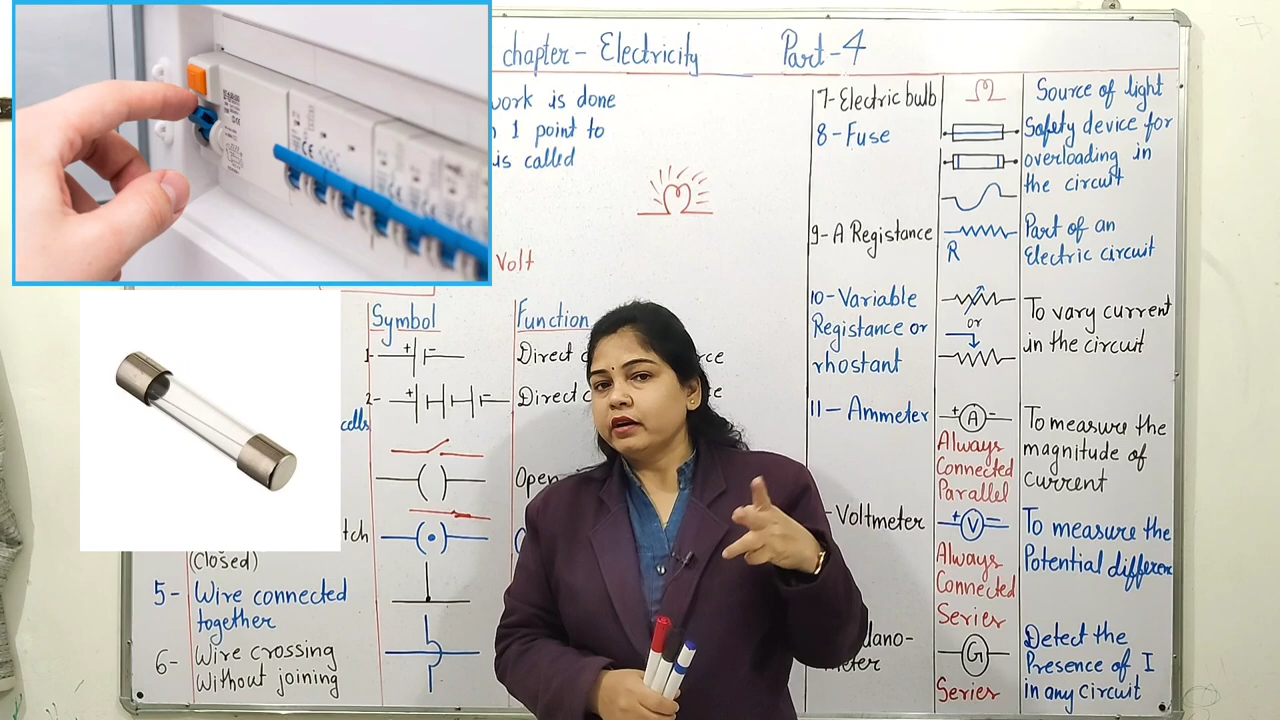 chapter- Electricity Part-4
work is done
1 point to
is called
Volt
Symbol Function
1- + - Direct
2- + - Direct
cells
Open
(Closed)
5- Wire connected
together
6- Wire crossing
Without joining
7-Electric bulb Source of light
8-Fuse Safety device for
overloading in
the circuit
9-A Registance R Part of an
Electric circuit
10-Variable
Registance or
rhostant
or
To vary current
in the circuit
11- Ammeter + A - To measure the
magnitude of
current
Always
Connected
Parallel
-Voltmeter + V - To measure the
Potential differen
Always
Connected
Series
meter G Detect the
Presence of I
in any circuit
Series